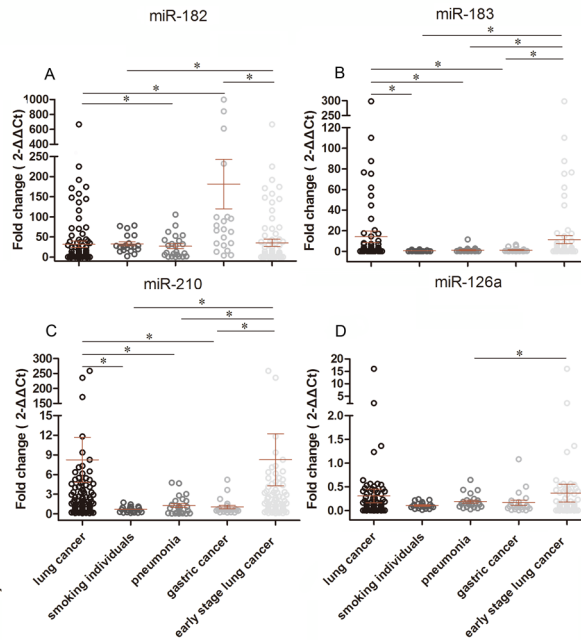 miR-182
A
*
*
*
*
Fold change ( 2-ΔΔCt)
1000
800
600
400
250
200
150
100
50
0
miR-183
B
*
*
*
*
*
*
Fold change ( 2-ΔΔCt)
300
200
120
100
80
60
40
20
0
miR-210
C
*
*
*
*
*
*
Fold change ( 2-ΔΔCt)
300
250
200
150
100
50
15
12
9
6
3
0
lung cancer
smoking individuals
pneumonia
gastric cancer
early stage lung cancer
miR-126a
D
*
Fold change ( 2-ΔΔCt)
20
15
10
5
2.0
1.5
1.0
0.5
0.0
lung cancer
smoking individuals
pneumonia
gastric cancer
early stage lung cancer